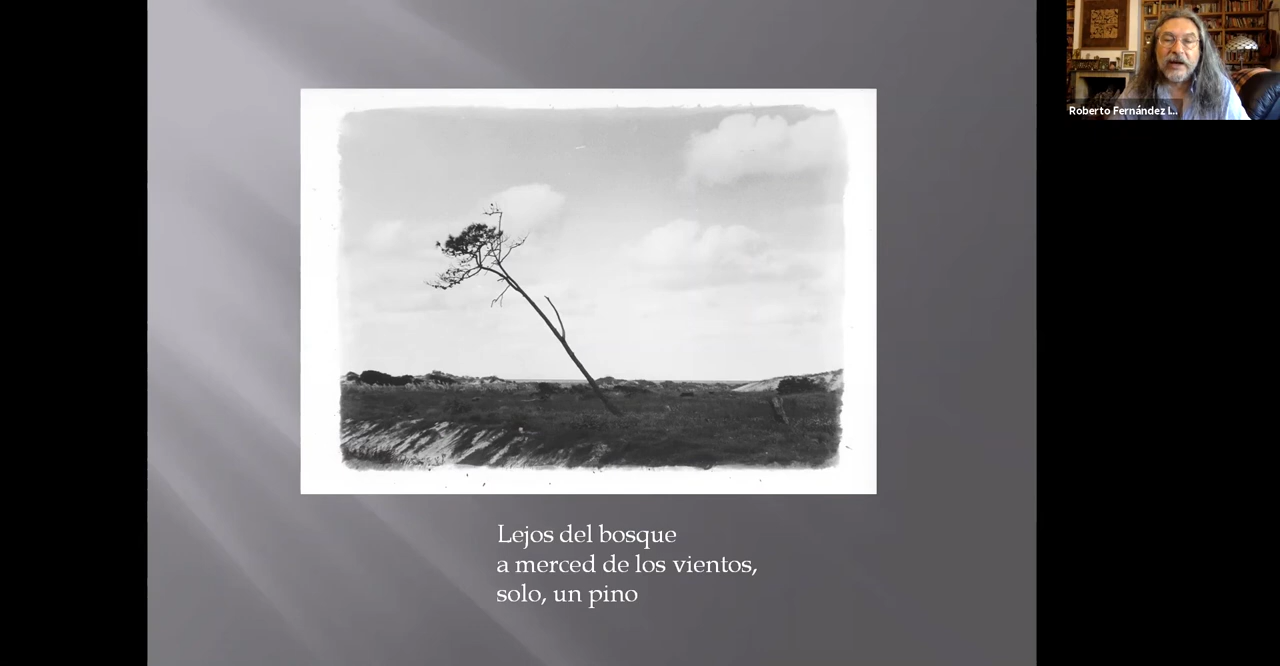 Lejos del bosque
a merced de los vientos,
solo, un pino
Roberto Fernández I...